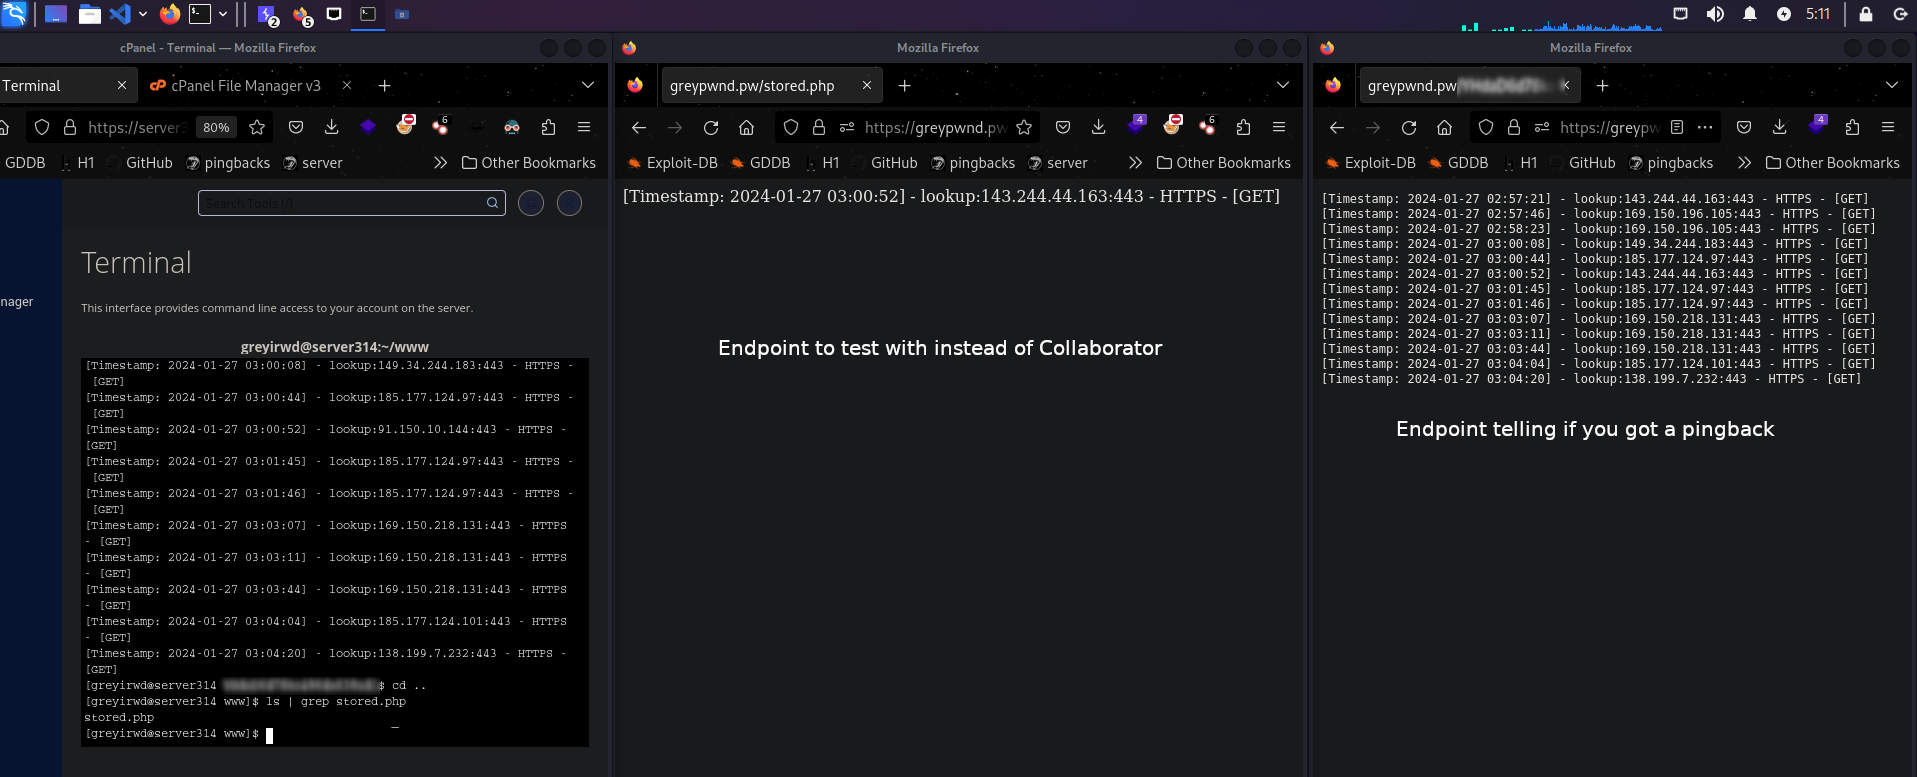 2
5
5:11
cPanel - Terminal — Mozilla Firefox
Terminal
cPanel File Manager v3
https://server3
80%
6
GDDB
H1
GitHub
pingbacks
server
Other Bookmarks
Search Tools (/)
Terminal
nager
This interface provides command line access to your account on the server.
greyirwd@server314:~/www
[Timestamp: 2024-01-27 03:00:08] - lookup:149.34.244.183:443 - HTTPS -
[GET]
[Timestamp: 2024-01-27 03:00:44] - lookup:185.177.124.97:443 - HTTPS -
[GET]
[Timestamp: 2024-01-27 03:00:52] - lookup:91.150.10.144:443 - HTTPS -
[GET]
[Timestamp: 2024-01-27 03:01:45] - lookup:185.177.124.97:443 - HTTPS -
[GET]
[Timestamp: 2024-01-27 03:01:46] - lookup:185.177.124.97:443 - HTTPS -
[GET]
[Timestamp: 2024-01-27 03:03:07] - lookup:169.150.218.131:443 - HTTPS
- [GET]
[Timestamp: 2024-01-27 03:03:11] - lookup:169.150.218.131:443 - HTTPS
- [GET]
[Timestamp: 2024-01-27 03:03:44] - lookup:169.150.218.131:443 - HTTPS
- [GET]
[Timestamp: 2024-01-27 03:04:04] - lookup:185.177.124.101:443 - HTTPS
- [GET]
[Timestamp: 2024-01-27 03:04:20] - lookup:138.199.7.232:443 - HTTPS -
[GET]
[greyirwd@server314 $ cd ..
[greyirwd@server314 www]$ ls | grep stored.php
stored.php
[greyirwd@server314 www]$
Mozilla Firefox
greypwnd.pw/stored.php
https://greypwnd.pw
4
6
Exploit-DB
GDDB
H1
GitHub
pingbacks
server
Other Bookmarks
[Timestamp: 2024-01-27 03:00:52] - lookup:143.244.44.163:443 - HTTPS - [GET]
Endpoint to test with instead of Collaborator
Mozilla Firefox
greypwnd.pw
https://greypw
4
Exploit-DB
GDDB
H1
GitHub
pingbacks
Other Bookmarks
[Timestamp: 2024-01-27 02:57:21] - lookup:143.244.44.163:443 - HTTPS - [GET]
[Timestamp: 2024-01-27 02:57:46] - lookup:169.150.196.105:443 - HTTPS - [GET]
[Timestamp: 2024-01-27 02:58:23] - lookup:169.150.196.105:443 - HTTPS - [GET]
[Timestamp: 2024-01-27 03:00:08] - lookup:149.34.244.183:443 - HTTPS - [GET]
[Timestamp: 2024-01-27 03:00:44] - lookup:185.177.124.97:443 - HTTPS - [GET]
[Timestamp: 2024-01-27 03:00:52] - lookup:143.244.44.163:443 - HTTPS - [GET]
[Timestamp: 2024-01-27 03:01:45] - lookup:185.177.124.97:443 - HTTPS - [GET]
[Timestamp: 2024-01-27 03:01:46] - lookup:185.177.124.97:443 - HTTPS - [GET]
[Timestamp: 2024-01-27 03:03:07] - lookup:169.150.218.131:443 - HTTPS - [GET]
[Timestamp: 2024-01-27 03:03:11] - lookup:169.150.218.131:443 - HTTPS - [GET]
[Timestamp: 2024-01-27 03:03:44] - lookup:169.150.218.131:443 - HTTPS - [GET]
[Timestamp: 2024-01-27 03:04:04] - lookup:185.177.124.101:443 - HTTPS - [GET]
[Timestamp: 2024-01-27 03:04:20] - lookup:138.199.7.232:443 - HTTPS - [GET]
Endpoint telling if you got a pingback